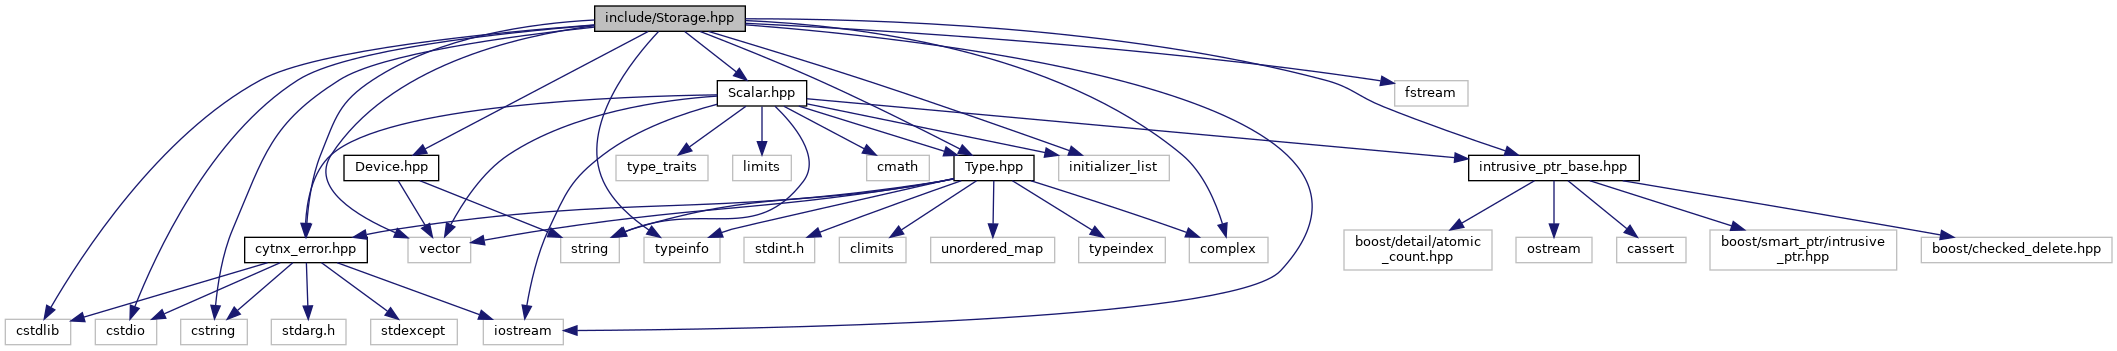 include/Storage.hpp
Scalar.hpp
fstream
Device.hpp
type_traits
limits
cmath
Type.hpp
initializer_list
intrusive_ptr_base.hpp
cytnx_error.hpp
vector
string
typeinfo
stdint.h
climits
unordered_map
typeindex
complex
boost/detail/atomic
_count.hpp
ostream
cassert
boost/smart_ptr/intrusive
_ptr.hpp
boost/checked_delete.hpp
cstdlib
cstdio
cstring
stdarg.h
stdexcept
iostream